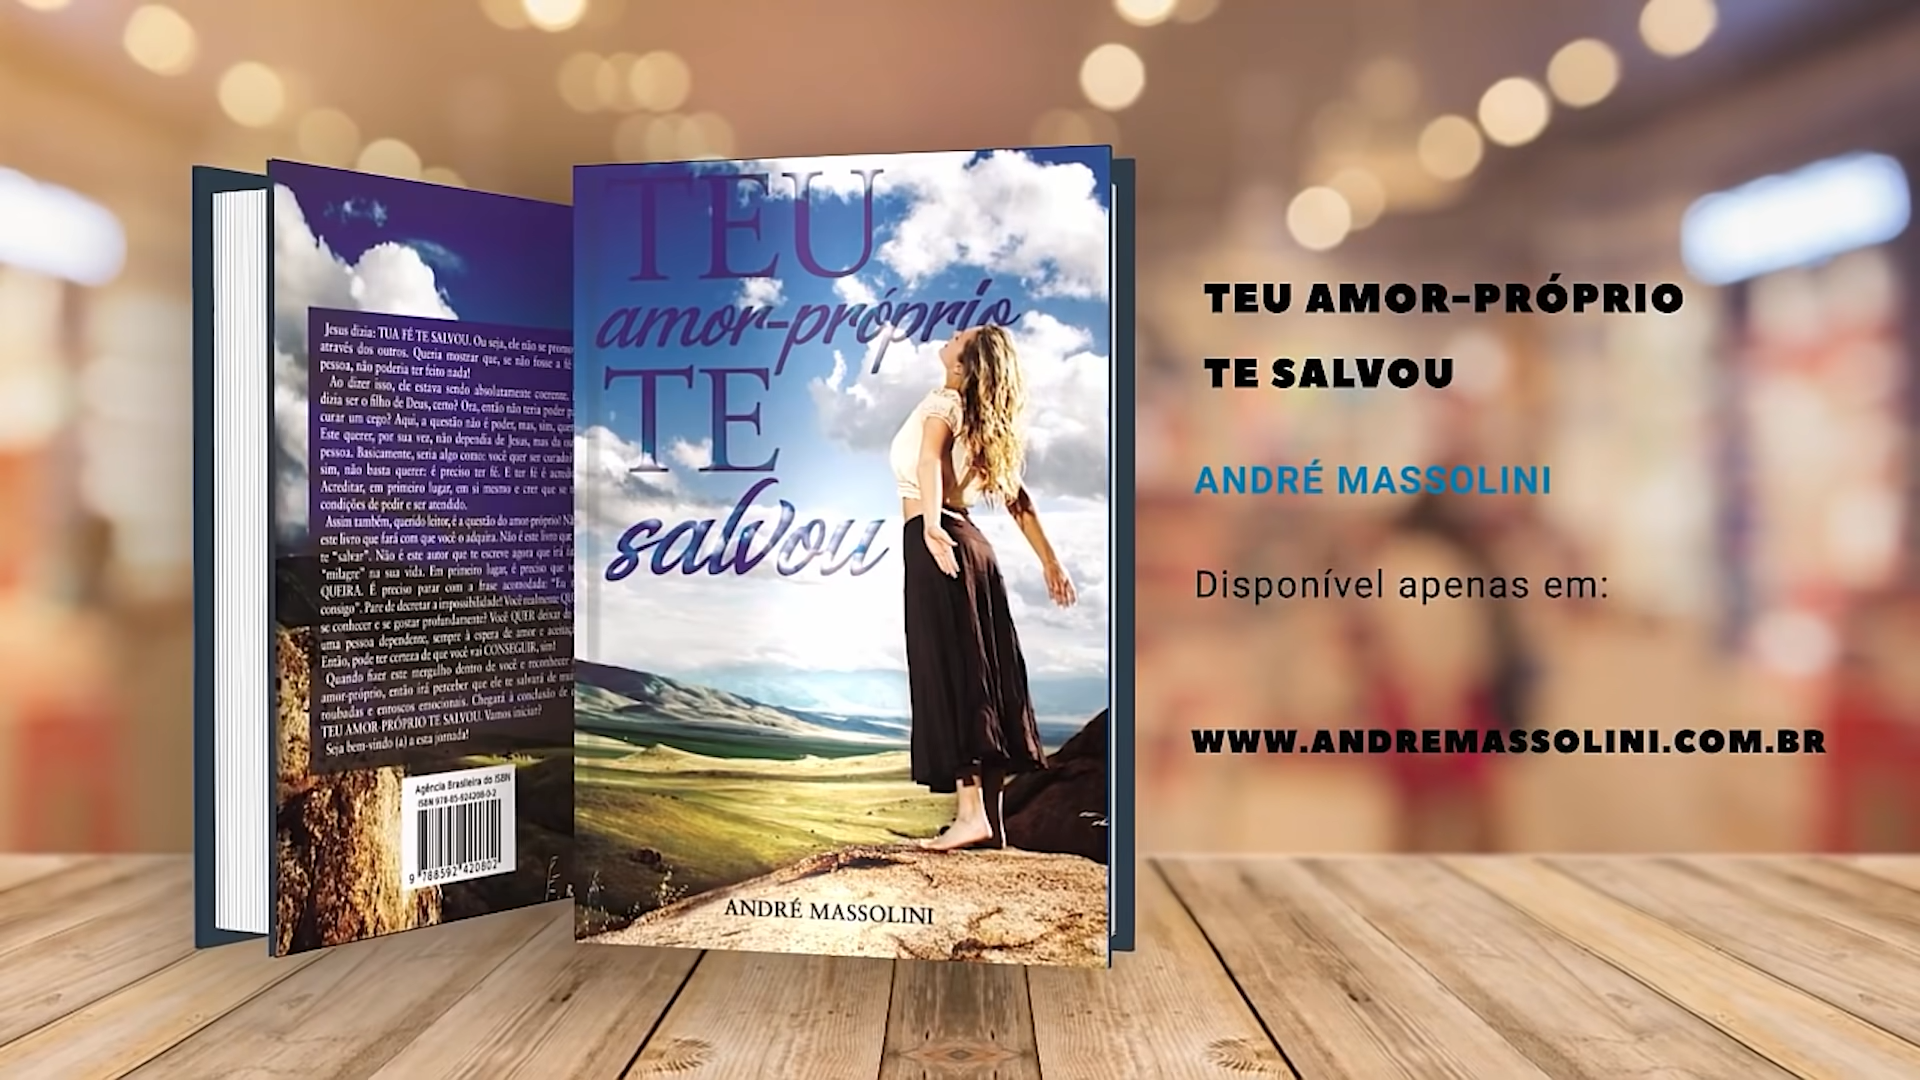 Jesus dizia: TUA FÉ TE SALVOU. Ou seja, ele não se
através dos outros. Queria mostrar que, se não fosse a fé
pessoa, não poderia ter feito nada!
Ao dizer isso, ele estava sendo absolutamente coerente.
dizia ser o filho de Deus, certo? Ora, então não teria poder
curar um cego? Aqui, a questão não é poder, mas, sim,
Este querer, por sua vez, não dependia de Jesus, mas da
pessoa. Basicamente, seria algo como: você quer ser
sim, não basta querer: é preciso ter fé. E ter fé é
Acreditar, em primeiro lugar, em si mesmo e crer que se
condições de pedir e ser atendido.
Assim também, querido leitor, é a questão do amor-próprio!
este livro que fará com que você o adquira. Não é este livro que
te "salvar". Não é este autor que te escreve agora que irá
"milagre" na sua vida. Em primeiro lugar, é preciso que
QUEIRA. É preciso parar com a frase acomodada: "Eu
consigo". Pare de decretar a impossibilidade! Você realmente
se conhecer e se gostar profundamente? Você QUER deixar
uma pessoa dependente, sempre à espera de amor e
Então, pode ter certeza de que você vai CONSEGUIR, sim!
Quando fizer este mergulho dentro de você e reconhecer
amor-próprio, então irá perceber que ele te salvará de
roubadas e enroscos emocionais. Chegará à conclusão de
TEU AMOR-PRÓPRIO TE SALVOU. Vamos iniciar?
Seja bem-vindo (a) a esta jornada!
Agência Brasileira do ISBN
ISBN 978-85-924208-0-2
9 788592 420802
TEU
amor-próprio
TE
salvou
ANDRÉ MASSOLINI
TEU AMOR-PRÓPRIO
TE SALVOU
ANDRÉ MASSOLINI
Disponível apenas em:
WWW.ANDREMASSOLINI.COM.BR